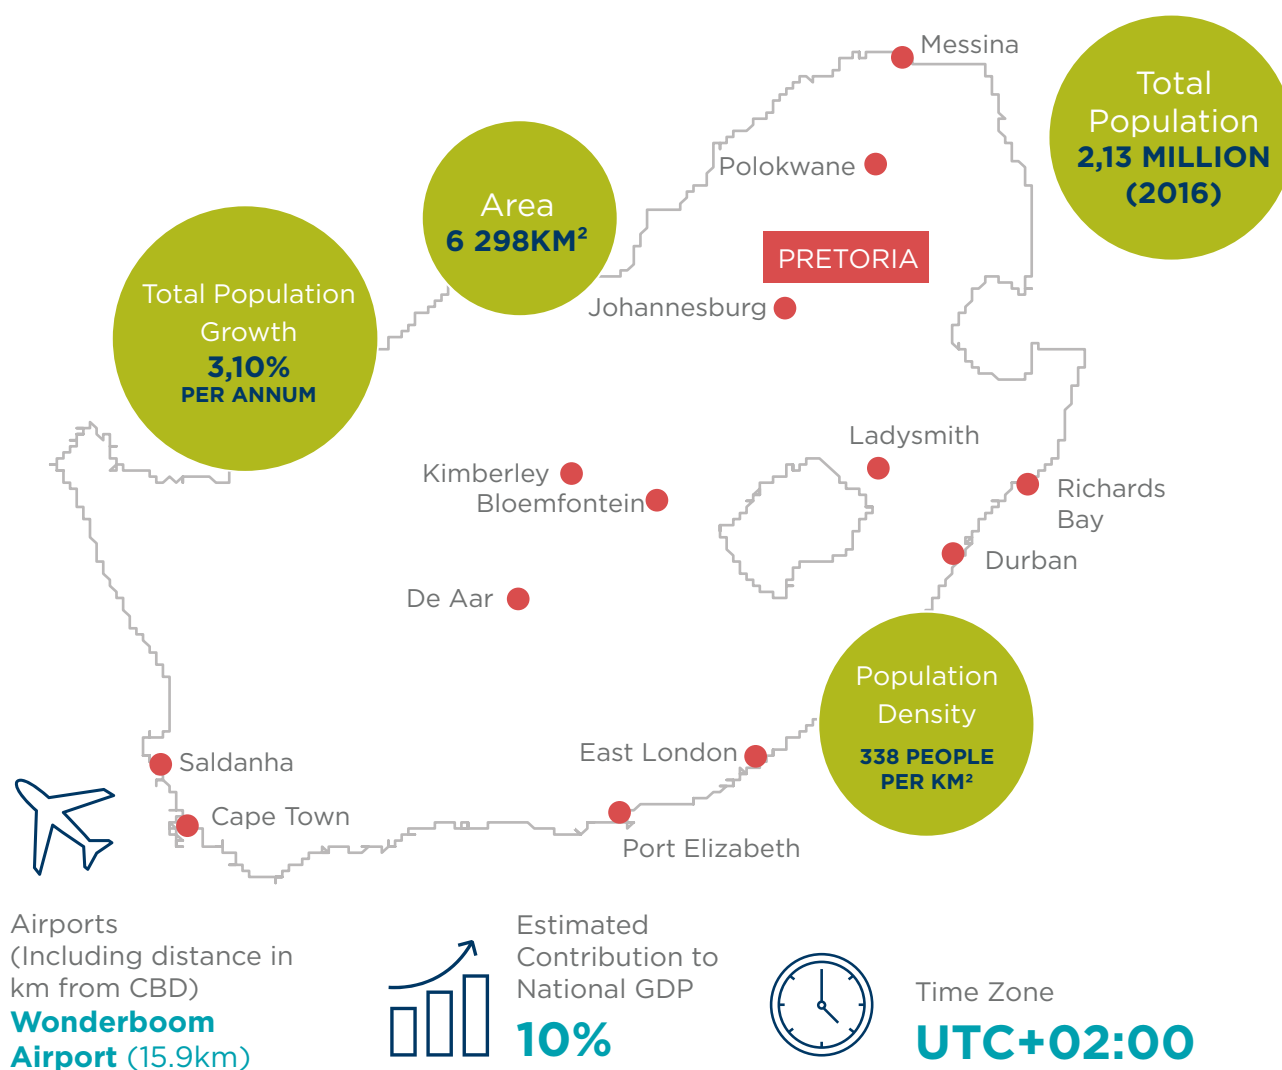 Messina
Total
Population
2,13 MILLION
(2016)
Polokwane
Area
6 298KM²
PRETORIA
Total Population
Growth
3,10%
PER ANNUM
Johannesburg
Ladysmith
Kimberley
Bloemfontein
Richards
Bay
Durban
De Aar
Population
Density
338 PEOPLE
PER KM²
East London
Saldanha
Cape Town
Port Elizabeth
Airports
(Including distance in
km from CBD)
Wonderboom
Airport (15.9km)
Estimated
Contribution to
National GDP
10%
Time Zone
UTC+02:00